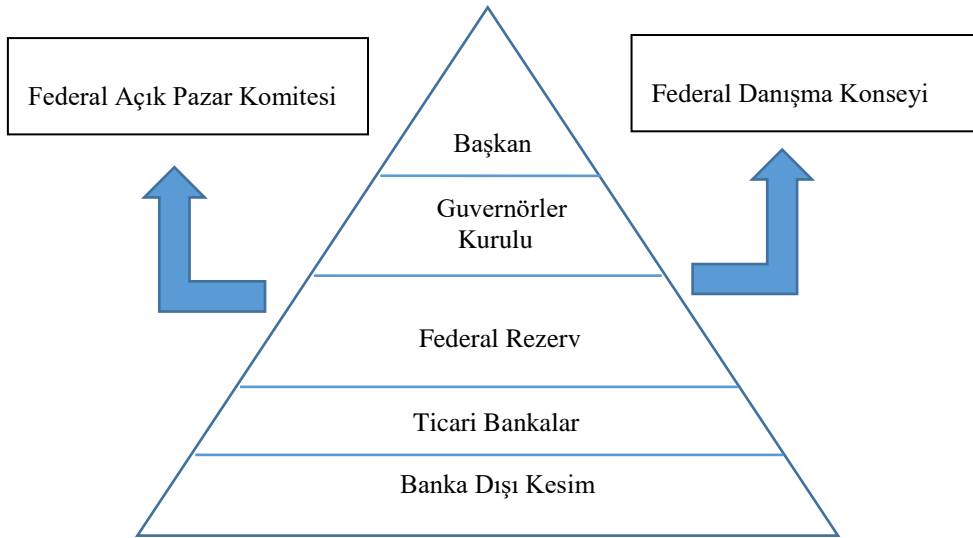 Federal Açık Pazar Komitesi
Federal Danışma Konseyi
Başkan
Guvernörler
Kurulu
Federal Rezerv
Ticari Bankalar
Banka Dışı Kesim